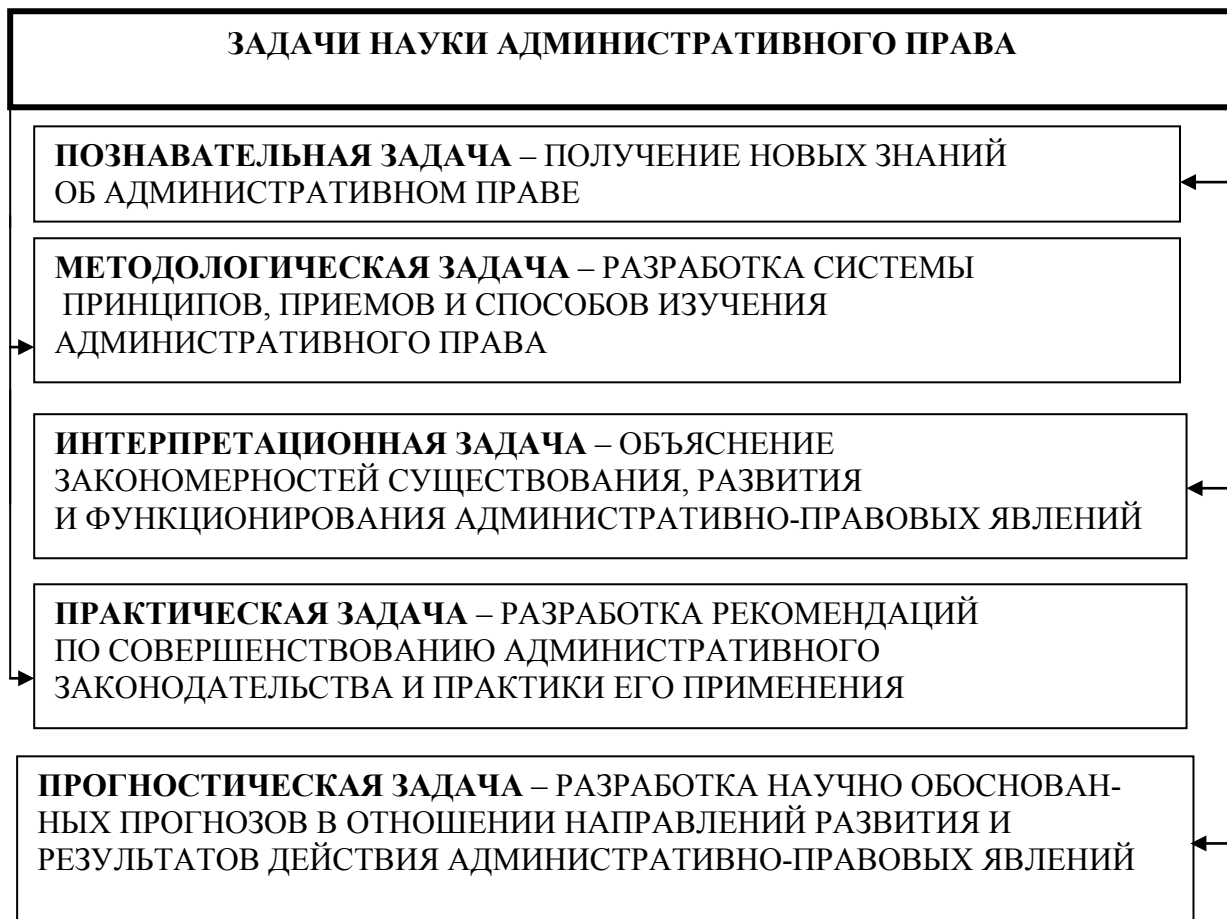 ЗАДАЧИ НАУКИ АДМИНИСТРАТИВНОГО ПРАВА
ПОЗНАВАТЕЛЬНАЯ ЗАДАЧА – ПОЛУЧЕНИЕ НОВЫХ ЗНАНИЙ
ОБ АДМИНИСТРАТИВНОМ ПРАВЕ
МЕТОДОЛОГИЧЕСКАЯ ЗАДАЧА – РАЗРАБОТКА СИСТЕМЫ
ПРИНЦИПОВ, ПРИЕМОВ И СПОСОБОВ ИЗУЧЕНИЯ
АДМИНИСТРАТИВНОГО ПРАВА
ИНТЕРПРЕТАЦИОННАЯ ЗАДАЧА – ОБЪЯСНЕНИЕ
ЗАКОНОМЕРНОСТЕЙ СУЩЕСТВОВАНИЯ, РАЗВИТИЯ
И ФУНКЦИОНИРОВАНИЯ АДМИНИСТРАТИВНО-ПРАВОВЫХ ЯВЛЕНИЙ
ПРАКТИЧЕСКАЯ ЗАДАЧА – РАЗРАБОТКА РЕКОМЕНДАЦИЙ
ПО СОВЕРШЕНСТВОВАНИЮ АДМИНИСТРАТИВНОГО
ЗАКОНОДАТЕЛЬСТВА И ПРАКТИКИ ЕГО ПРИМЕНЕНИЯ
ПРОГНОСТИЧЕСКАЯ ЗАДАЧА – РАЗРАБОТКА НАУЧНО ОБОСНОВАН-
НЫХ ПРОГНОЗОВ В ОТНОШЕНИИ НАПРАВЛЕНИЙ РАЗВИТИЯ И
РЕЗУЛЬТАТОВ ДЕЙСТВИЯ АДМИНИСТРАТИВНО-ПРАВОВЫХ ЯВЛЕНИЙ